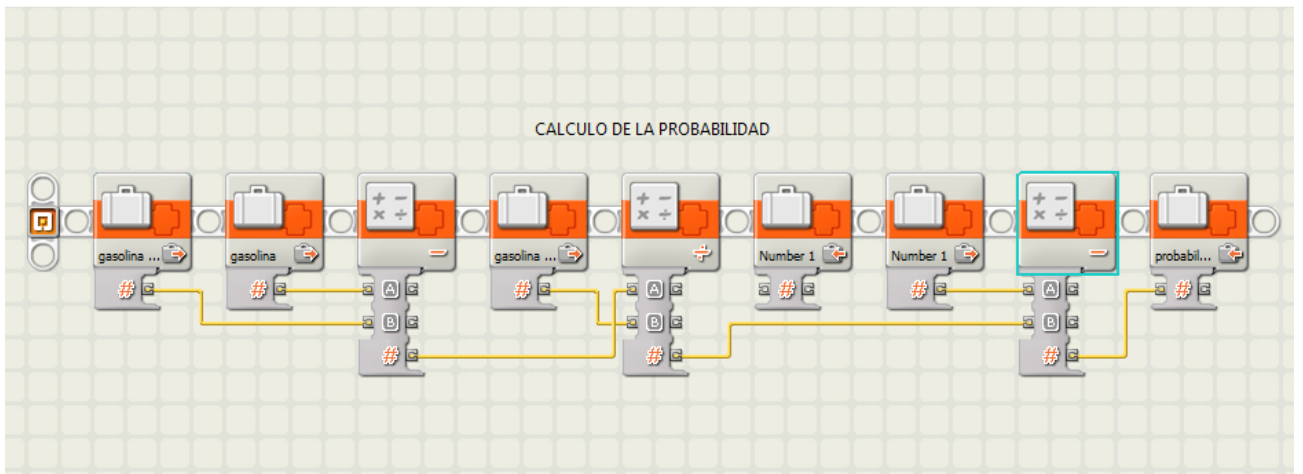 CALCULO DE LA PROBABILIDAD
gasolina ... gasolina − gasolina ... ÷ Number 1 Number 1 − probabil...
# # A # A # # A #
B B B
# # #